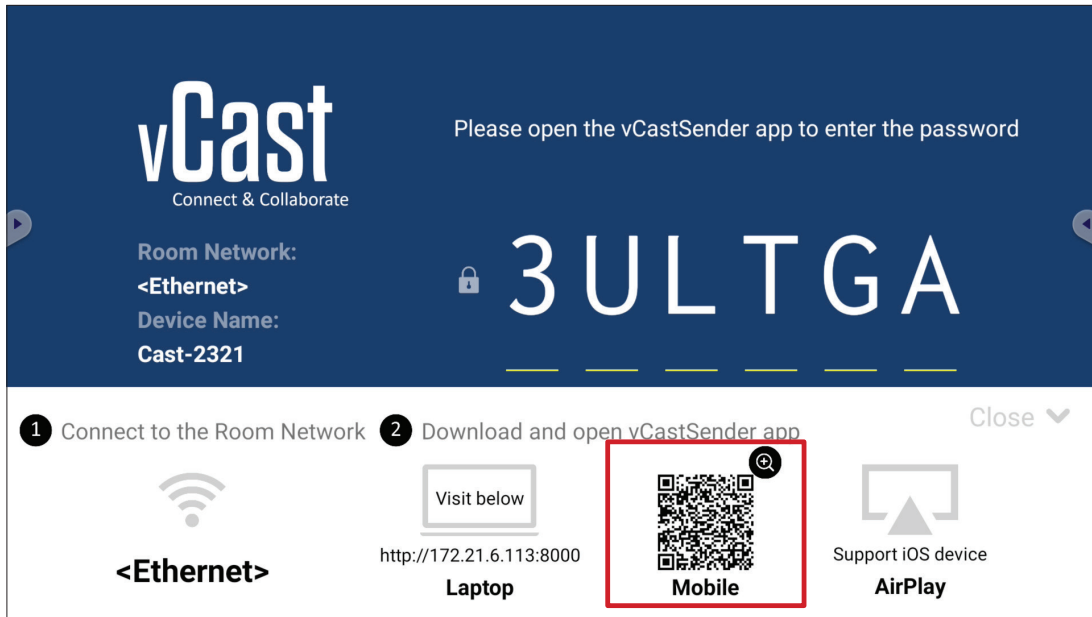 vCast
Connect & Collaborate
Please open the vCastSender app to enter the password
Room Network:
<Ethernet>
Device Name:
Cast-2321
3ULTGA
1 Connect to the Room Network
2 Download and open vCastSender app
Close
<Ethernet>
Visit below
http://172.21.6.113:8000
Laptop
Mobile
Support iOS device
AirPlay